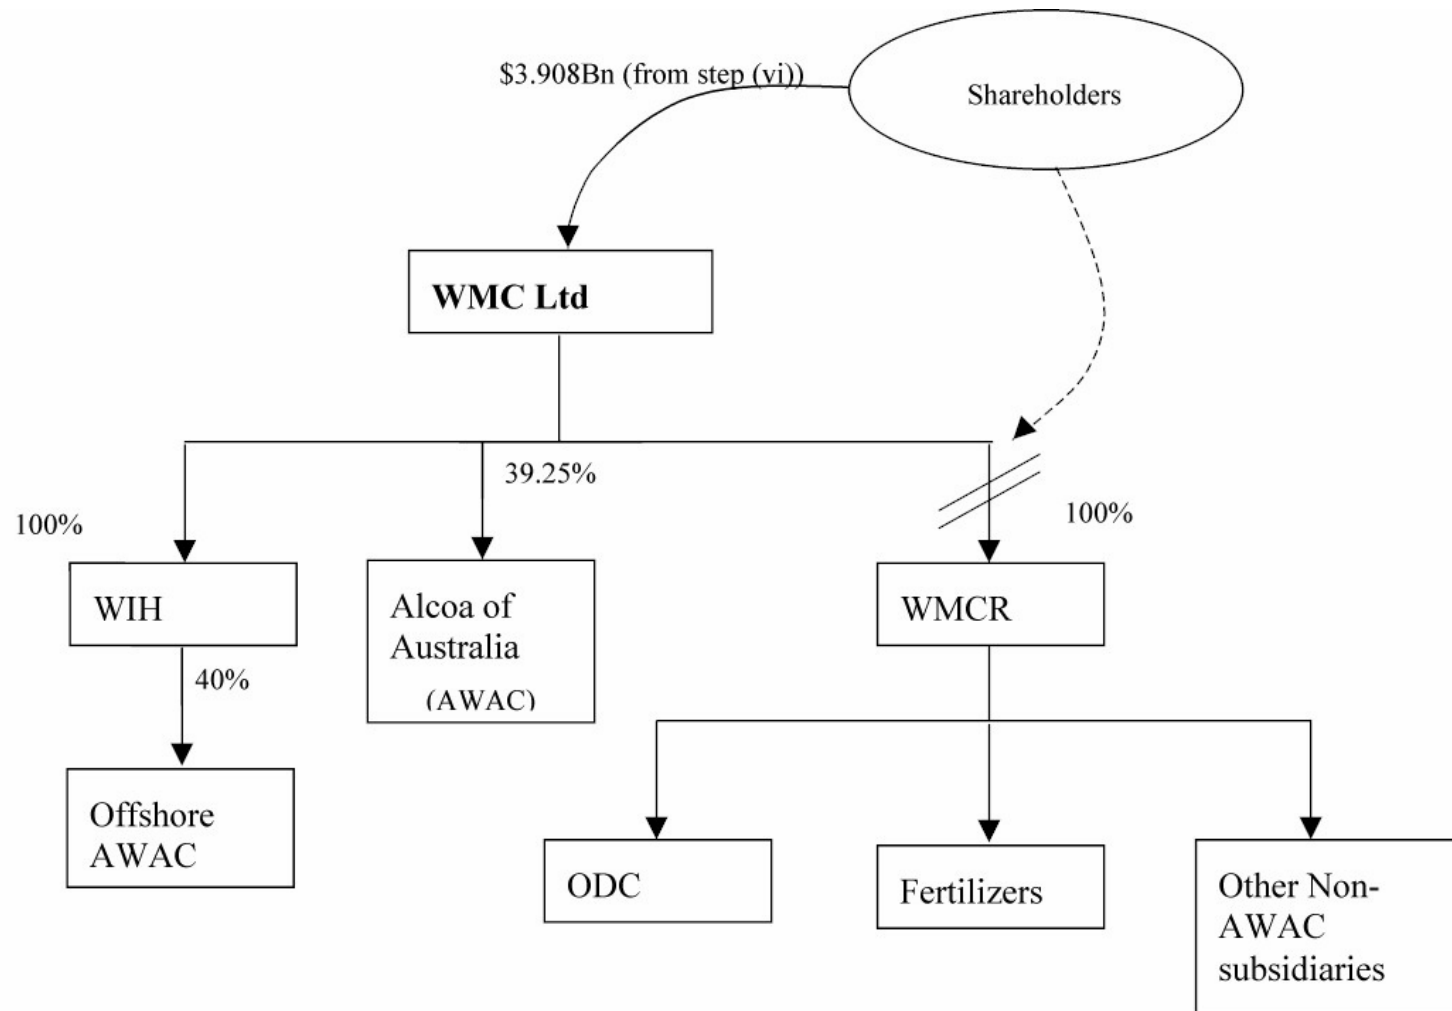 $3.908Bn (from step (vi))
Shareholders
WMC Ltd
39.25%
100%
100%
WIH
Alcoa of
Australia
(AWAC)
WMCR
40%
Offshore
AWAC
ODC
Fertilizers
Other Non-
AWAC
subsidiaries